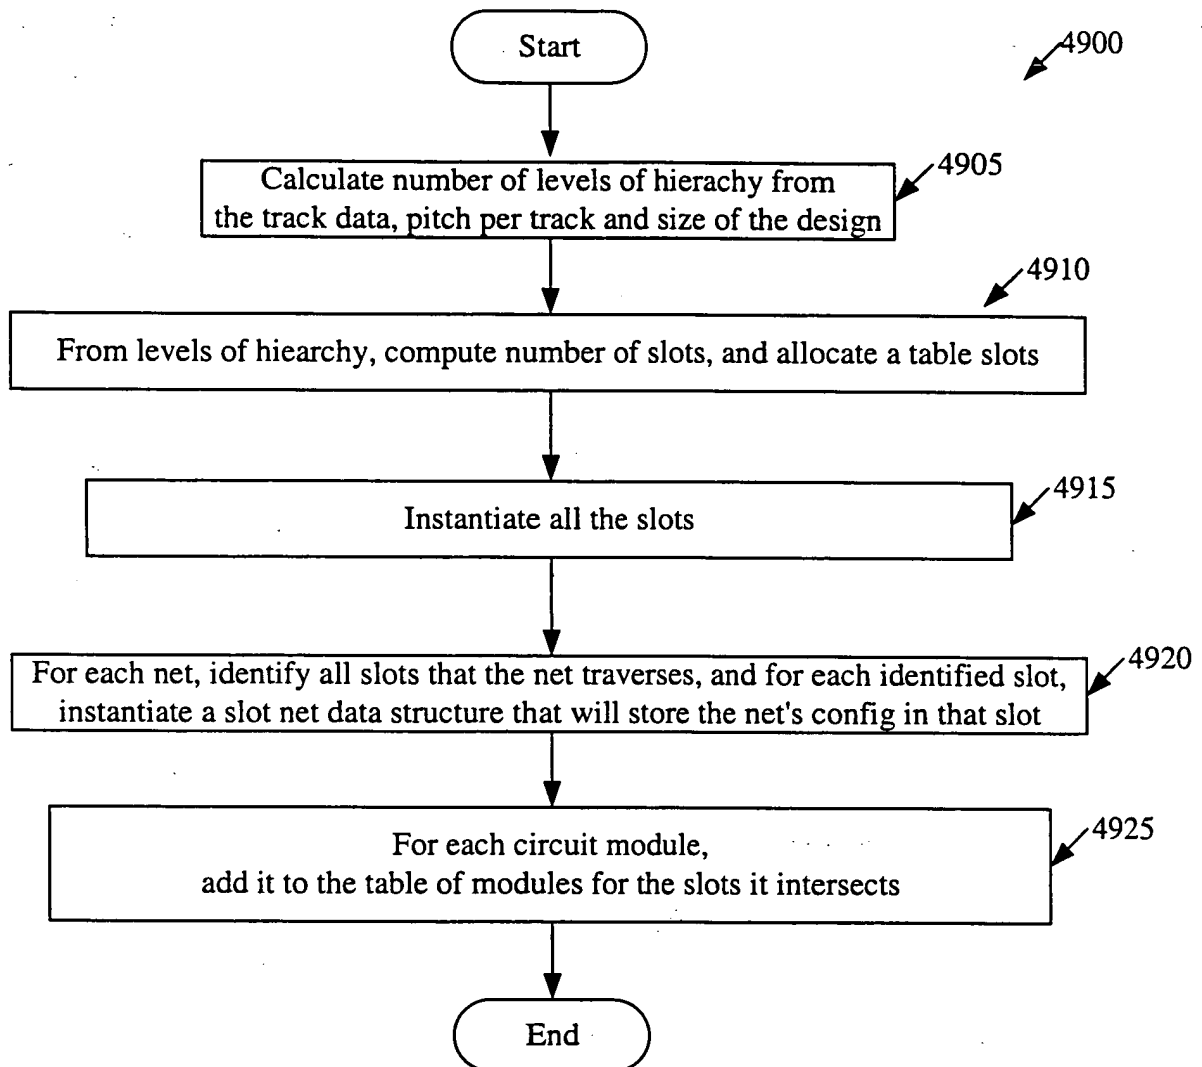 Start
4900
4905
Calculate number of levels of hierachy from
the track data, pitch per track and size of the design
4910
From levels of hiearchy, compute number of slots, and allocate a table slots
4915
Instantiate all the slots
4920
For each net, identify all slots that the net traverses, and for each identified slot,
instantiate a slot net data structure that will store the net's config in that slot
4925
For each circuit module,
add it to the table of modules for the slots it intersects
End